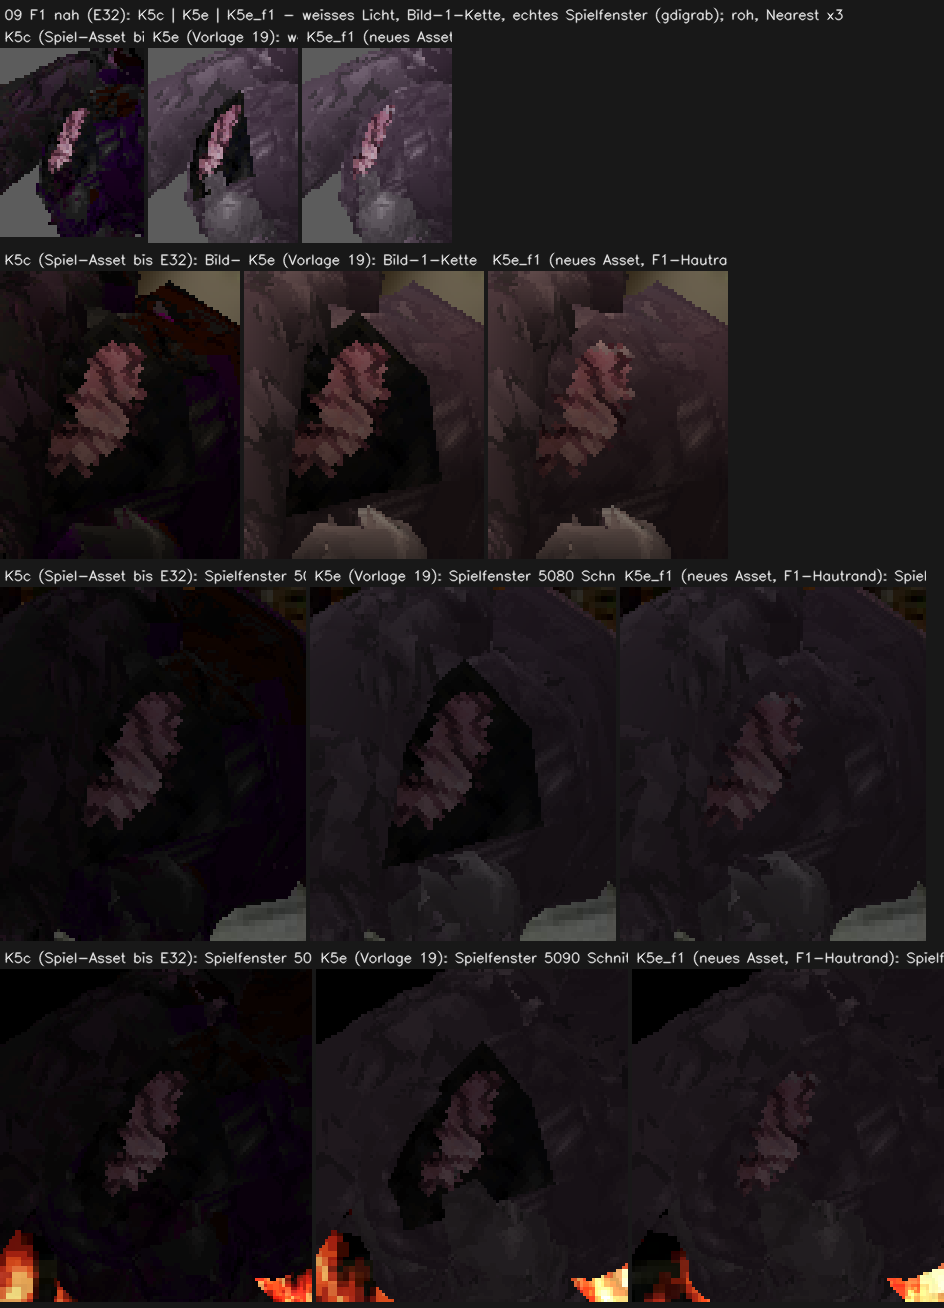 09 F1 nah (E32): K5c | K5e | K5e_f1 - weisses Licht, Bild-1-Kette, echtes Spielfenster (gdigrab); roh, Nearest x3
K5c (Spiel-Asset bi K5e (Vorlage 19): w K5e_f1 (neues Asset
K5c (Spiel-Asset bis E32): Bild- K5e (Vorlage 19): Bild-1-Kette K5e_f1 (neues Asset, F1-Hautra
K5c (Spiel-Asset bis E32): Spielfenster 50 K5e (Vorlage 19): Spielfenster 5080 Schn K5e_f1 (neues Asset, F1-Hautrand): Spiel
K5c (Spiel-Asset bis E32): Spielfenster 50 K5e (Vorlage 19): Spielfenster 5090 Schnit K5e_f1 (neues Asset, F1-Hautrand): Spielf